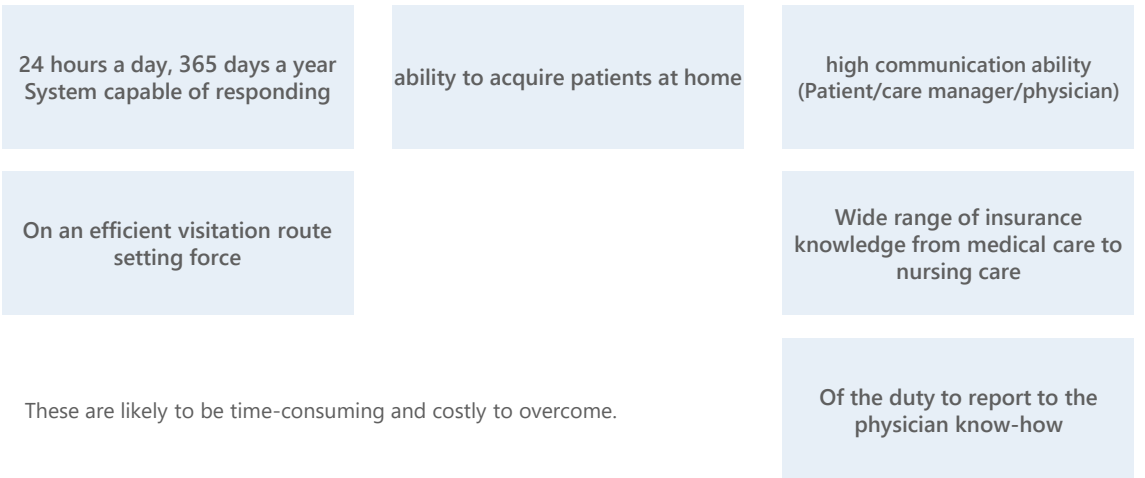 24 hours a day, 365 days a year
System capable of responding
ability to acquire patients at home
high communication ability
(Patient/care manager/physician)
On an efficient visitation route
setting force
Wide range of insurance
knowledge from medical care to
nursing care
These are likely to be time-consuming and costly to overcome.
Of the duty to report to the
physician know-how